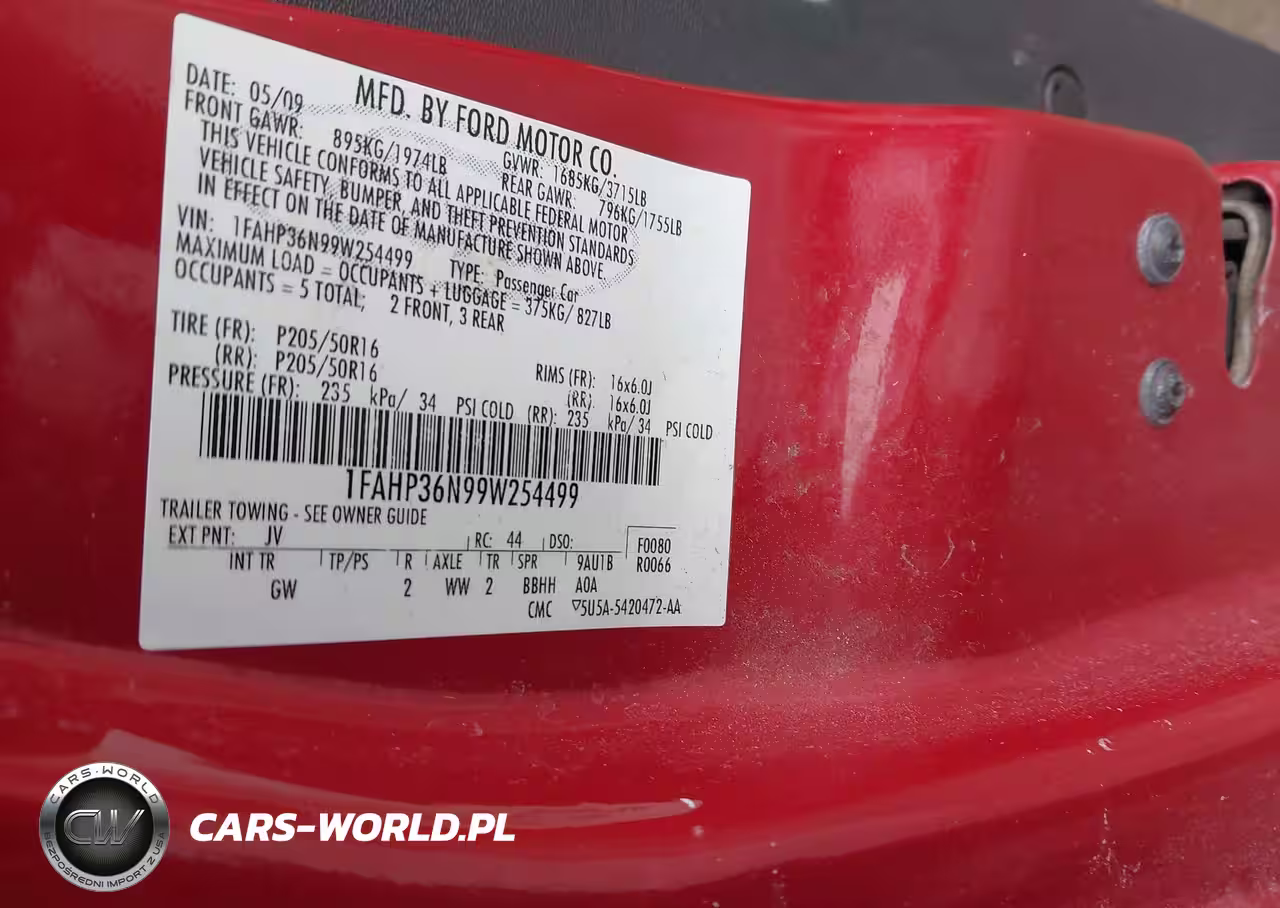 MFD. BY FORD MOTOR CO.
DATE: 05/09 GVWR: 1685KG/3715LB
FRONT GAWR: 895KG/1974LB REAR GAWR: 796KG/1755LB
THIS VEHICLE CONFORMS TO ALL APPLICABLE FEDERAL MOTOR
VEHICLE SAFETY, BUMPER, AND THEFT PREVENTION STANDARDS
IN EFFECT ON THE DATE OF MANUFACTURE SHOWN ABOVE.
VIN: 1FAHP36N99W254499 TYPE: Passenger Car
MAXIMUM LOAD = OCCUPANTS + LUGGAGE = 375KG/ 827LB
OCCUPANTS = 5 TOTAL; 2 FRONT, 3 REAR
TIRE (FR): P205/50R16 RIMS (FR): 16x6.0J
(RR): P205/50R16 (RR). 16x6.0J
PRESSURE (FR): 235 kPa/ 34 PSI COLD (RR): 235 kPa/ 34 PSI COLD
1FAHP36N99W254499
TRAILER TOWING - SEE OWNER GUIDE
EXT PNT: JV RC: 44 DSO: F0080
INT TR TP/PS R AXLE TR SPR 9AU1B R0066
GW 2 WW 2 BBHH A0A
CMC ▽5U5A-5420472-AA
CARS-WORLD
CW
BEZPOŚREDNI IMPORT Z USA
CARS-WORLD.PL